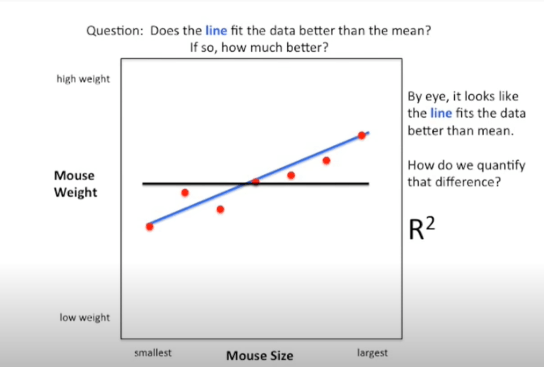 Question: Does the line fit the data better than the mean?
If so, how much better?
high weight
Mouse
Weight
low weight
smallest
Mouse Size
largest
By eye, it looks like
the line fits the data
better than mean.
How do we quantify
that difference?
R²